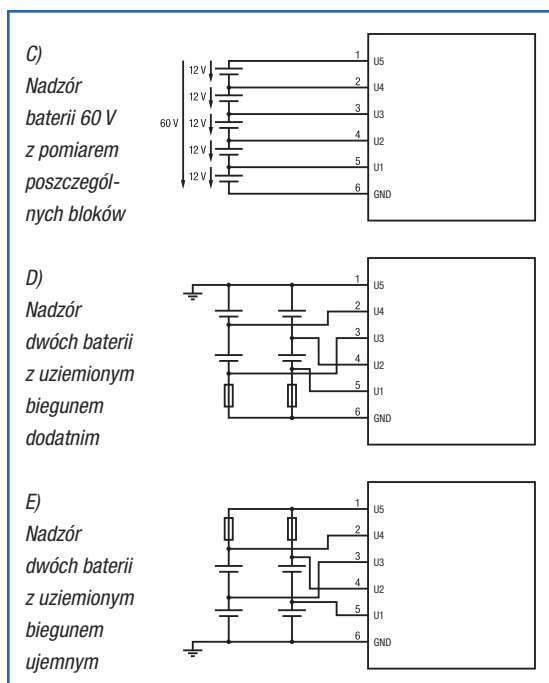 C)
Nadzór
baterii 60 V
z pomiarem
poszczegól-
nych bloków
60 V
12 V
12 V
12 V
12 V
12 V
1 U5
2 U4
3 U3
4 U2
5 U1
6 GND
D)
Nadzór
dwóch baterii
z uziemionym
biegunem
dodatnim
1 U5
2 U4
3 U3
4 U2
5 U1
6 GND
E)
Nadzór
dwóch baterii
z uziemionym
biegunem
ujemnym
1 U5
2 U4
3 U3
4 U2
5 U1
6 GND